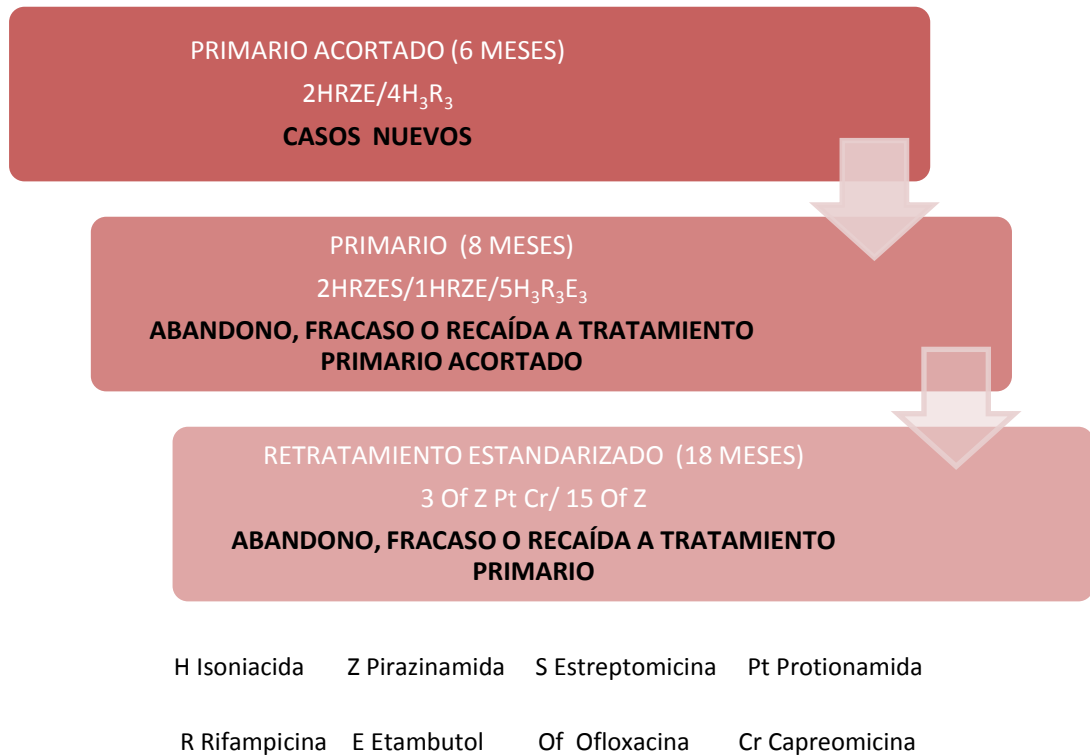 PRIMARIO ACORTADO (6 MESES)
2HRZE/4H₃R₃
CASOS NUEVOS
PRIMARIO (8 MESES)
2HRZES/1HRZE/5H₃R₃E₃
ABANDONO, FRACASO O RECAÍDA A TRATAMIENTO
PRIMARIO ACORTADO
RETRATAMIENTO ESTANDARIZADO (18 MESES)
3 Of Z Pt Cr/ 15 Of Z
ABANDONO, FRACASO O RECAÍDA A TRATAMIENTO
PRIMARIO
H Isoniacida Z Pirazinamida S Estreptomicina Pt Protionamida
R Rifampicina E Etambutol Of Ofloxacina Cr Capreomicina